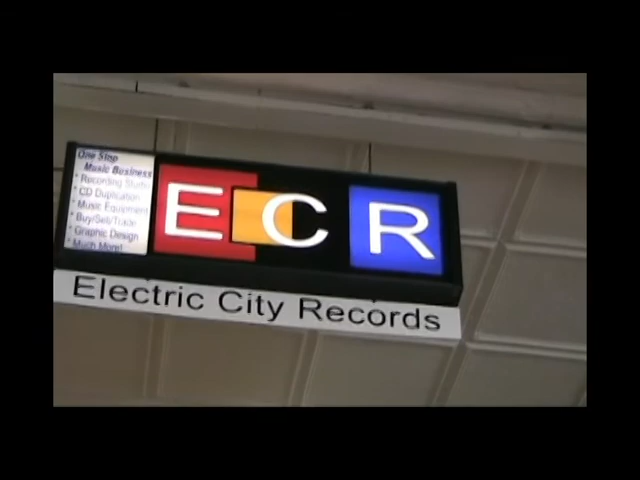 One Stop
Music Business
* Recording Studio
* CD Duplication
* Music Equipment
* Buy/Sell/Trade
* Graphic Design
* Much More!
ECR
Electric City Records